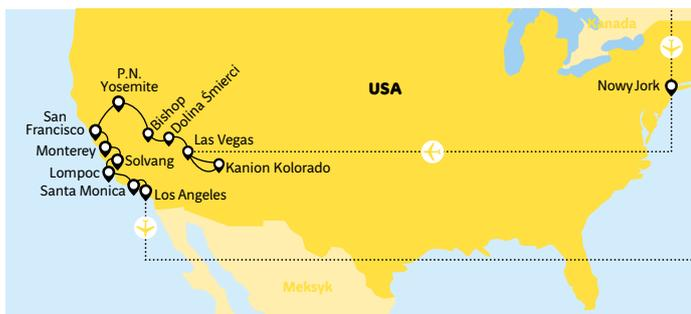 Kanada
P.N.
Yosemite
USA
Nowy Jork
Bishop
Dolina Śmierci
San
Francisco
Las Vegas
Monterey
Solvang
Kanion Kolorado
Lompoc
Santa Monica
Los Angeles
Meksyk